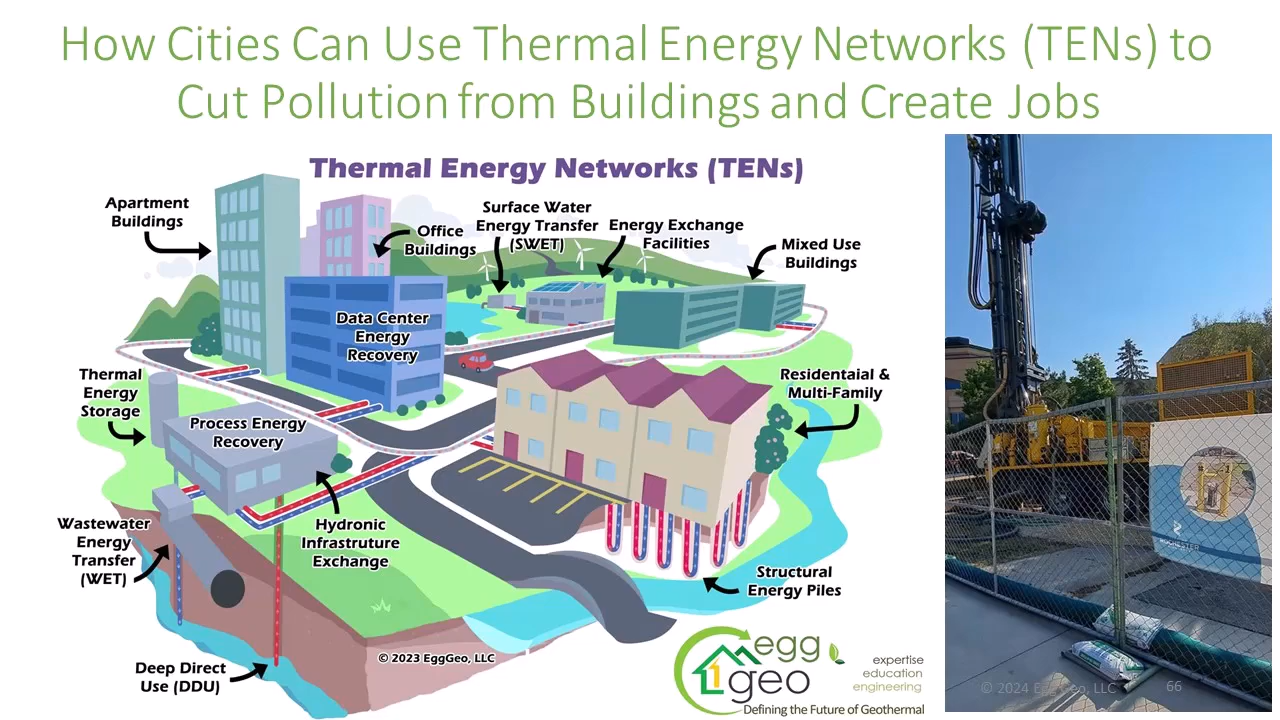 How Cities Can Use Thermal Energy Networks (TENs) to
Cut Pollution from Buildings and Create Jobs
Thermal Energy Networks (TENs)
Apartment
Buildings
Office
Buildings
Surface Water
Energy Transfer
(SWET)
Energy Exchange
Facilities
Mixed Use
Buildings
Data Center
Energy
Recovery
Thermal
Energy
Storage
Process Energy
Recovery
Residentaial &
Multi-Family
Wastewater
Energy
Transfer
(WET)
Hydronic
Infrastruture
Exchange
Structural
Energy Piles
Deep Direct
Use (DDU)
© 2023 EggGeo, LLC
egg
geo
expertise
education
engineering
Defining the Future of Geothermal
ROCHESTER
© 2024 Egg Geo, LLC
66